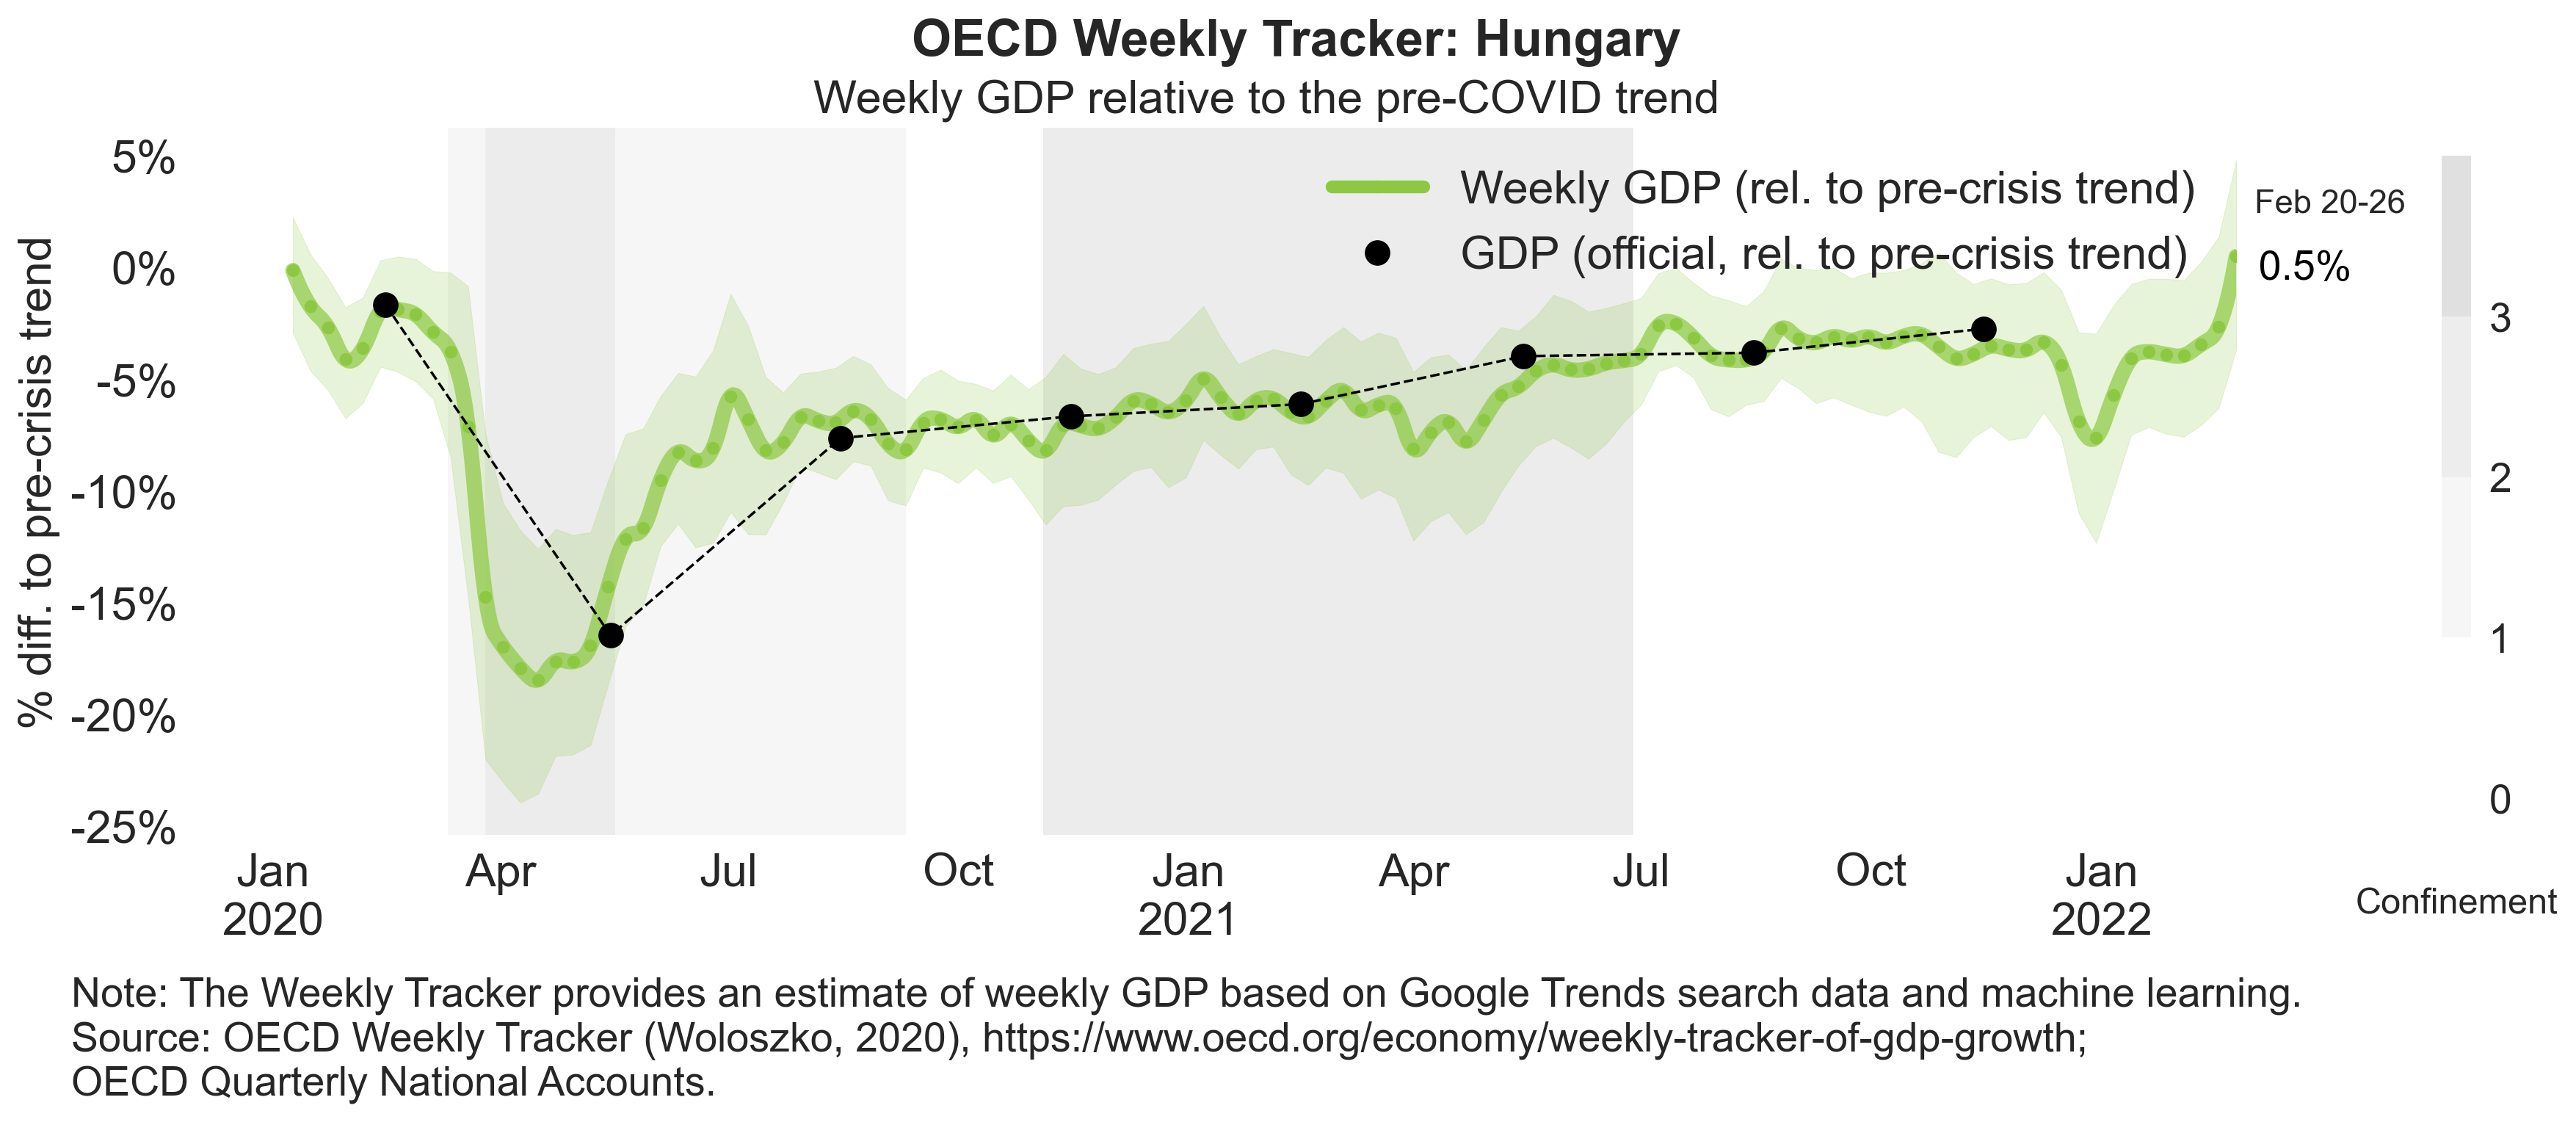 OECD Weekly Tracker: Hungary
Weekly GDP relative to the pre-COVID trend
% diff. to pre-crisis trend
5%
0%
-5%
-10%
-15%
-20%
-25%
Weekly GDP (rel. to pre-crisis trend)
GDP (official, rel. to pre-crisis trend)
Feb 20-26
0.5%
3
2
1
0
Confinement
Jan Apr Jul Oct Jan Apr Jul Oct Jan
2020 2021 2022
Note: The Weekly Tracker provides an estimate of weekly GDP based on Google Trends search data and machine learning.
Source: OECD Weekly Tracker (Woloszko, 2020), https://www.oecd.org/economy/weekly-tracker-of-gdp-growth;
OECD Quarterly National Accounts.